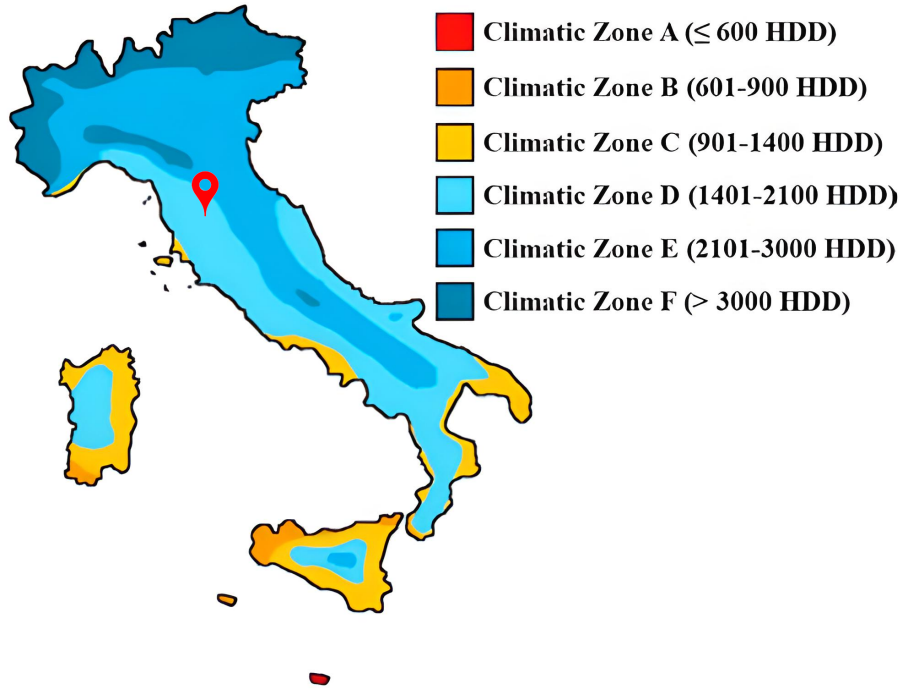 Climatic Zone A (≤ 600 HDD)
Climatic Zone B (601-900 HDD)
Climatic Zone C (901-1400 HDD)
Climatic Zone D (1401-2100 HDD)
Climatic Zone E (2101-3000 HDD)
Climatic Zone F (> 3000 HDD)